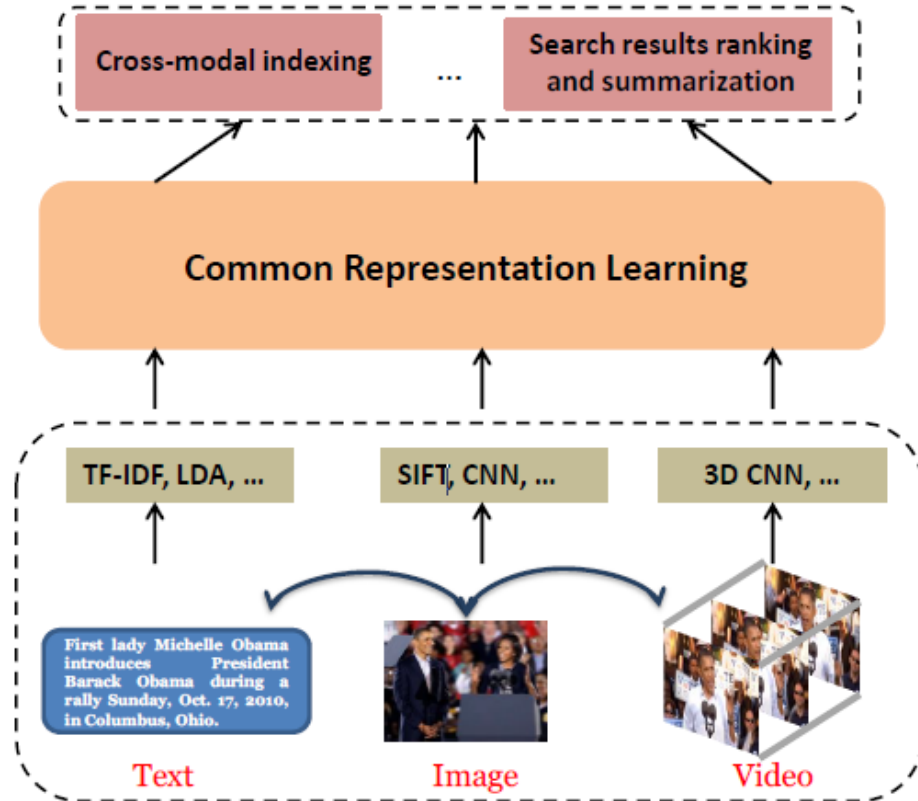 Cross-modal indexing
...
Search results ranking
and summarization
Common Representation Learning
TF-IDF, LDA, ...
SIFT, CNN, ...
3D CNN, ...
First lady Michelle Obama
introduces President
Barack Obama during a
rally Sunday, Oct. 17, 2010,
in Columbus, Ohio.
Text
Image
Video